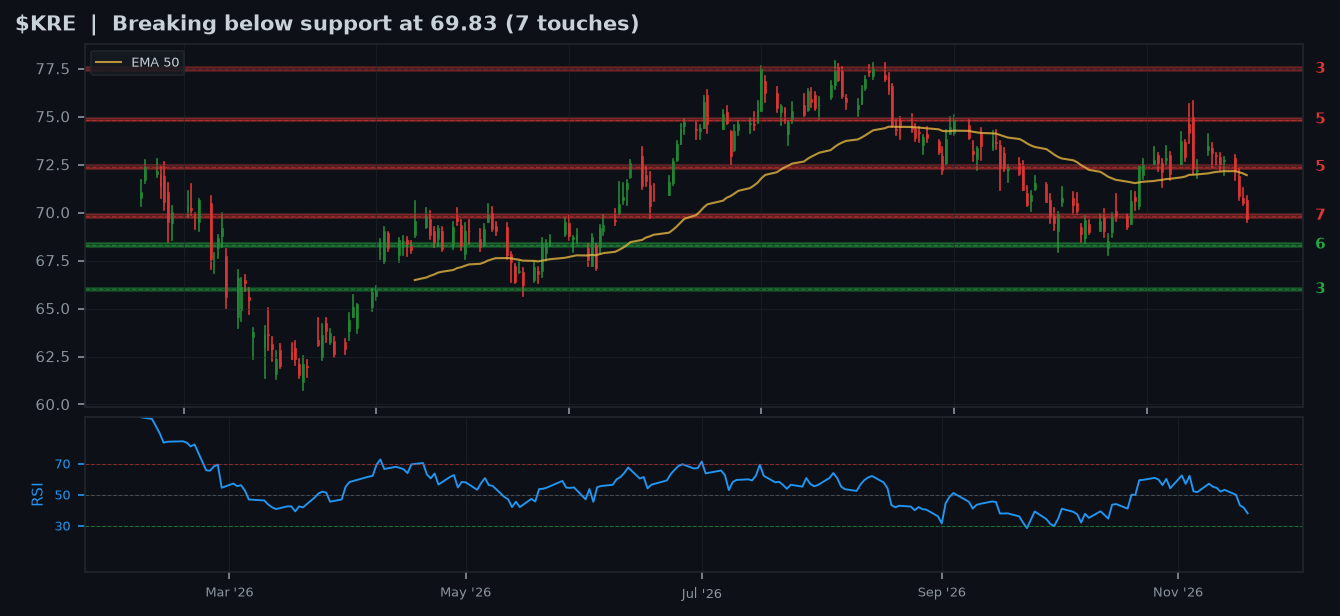 $KRE | Breaking below support at 69.83 (7 touches)
EMA 50
77.5
75.0
72.5
70.0
67.5
65.0
62.5
60.0
3
5
5
7
6
3
RSI
70
50
30
Mar '26
May '26
Jul '26
Sep '26
Nov '26